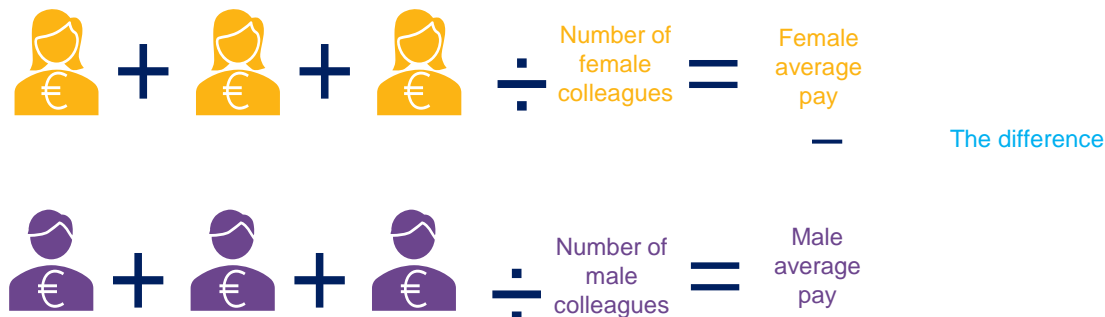 € + € + € ÷ Number of female colleagues = Female average pay
− The difference
€ + € + € ÷ Number of male colleagues = Male average pay